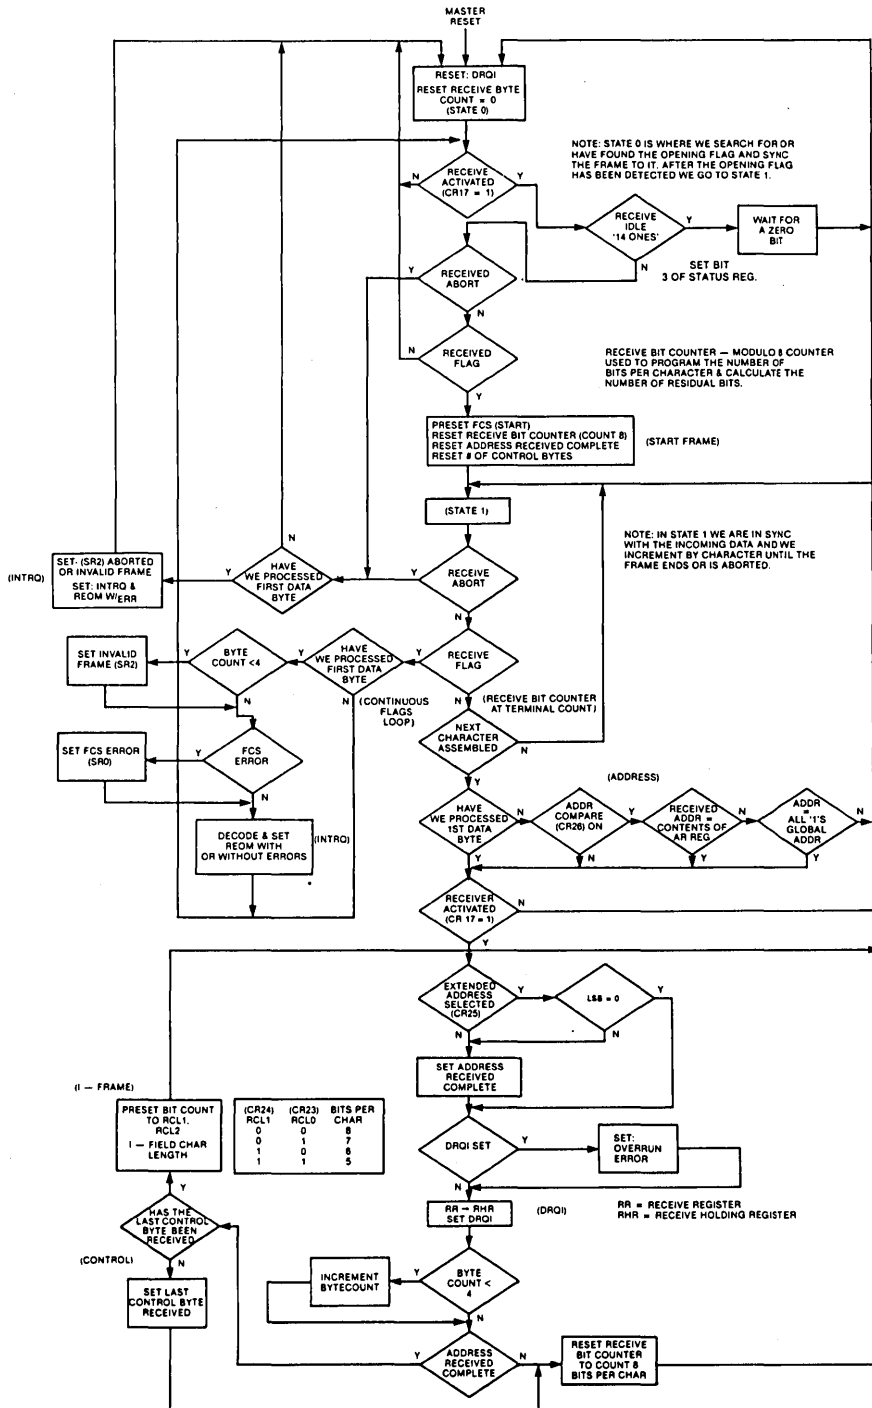 MASTER
RESET
RESET: DRQI
RESET RECEIVE BYTE
COUNT = 0
(STATE 0)
NOTE: STATE 0 IS WHERE WE SEARCH FOR OR
HAVE FOUND THE OPENING FLAG AND SYNC
THE FRAME TO IT. AFTER THE OPENING FLAG
HAS BEEN DETECTED WE GO TO STATE 1.
N
RECEIVE
ACTIVATED
(CR17 = 1)
Y
RECEIVE
IDLE
'14 ONES'
Y
WAIT FOR
A ZERO
BIT
N
SET BIT
3 OF STATUS REG.
Y
RECEIVED
ABORT
N
N
RECEIVED
FLAG
Y
RECEIVE BIT COUNTER — MODULO 8 COUNTER
USED TO PROGRAM THE NUMBER OF
BITS PER CHARACTER & CALCULATE THE
NUMBER OF RESIDUAL BITS.
PRESET FCS (START)
RESET RECEIVE BIT COUNTER (COUNT 8)
RESET ADDRESS RECEIVED COMPLETE
RESET # OF CONTROL BYTES
(START FRAME)
(STATE 1)
NOTE: IN STATE 1 WE ARE IN SYNC
WITH THE INCOMING DATA AND WE
INCREMENT BY CHARACTER UNTIL THE
FRAME ENDS OR IS ABORTED.
(INTRQ)
SET: (SR2) ABORTED
OR INVALID FRAME
SET: INTRQ &
REOM W/ERR
Y
N
HAVE
WE PROCESSED
FIRST DATA
BYTE
Y
RECEIVE
ABORT
N
SET INVALID
FRAME (SR2)
Y
BYTE
COUNT <4
N
Y
HAVE
WE PROCESSED
FIRST DATA
BYTE
N
Y
RECEIVE
FLAG
N
(CONTINUOUS
FLAGS
LOOP)
(RECEIVE BIT COUNTER
AT TERMINAL COUNT)
NEXT
CHARACTER
ASSEMBLED
N
Y
SET FCS ERROR
(SR0)
Y
FCS
ERROR
N
DECODE & SET
REOM WITH
OR WITHOUT ERRORS
(INTRQ)
(ADDRESS)
HAVE
WE PROCESSED
1ST DATA
BYTE
N
Y
ADDR
COMPARE
(CR26) ON
Y
N
RECEIVED
ADDR =
CONTENTS OF
AR REG.
N
Y
ADDR
=
ALL '1'S
GLOBAL
ADDR
N
Y
RECEIVER
ACTIVATED
(CR 17 = 1)
N
Y
EXTENDED
ADDRESS
SELECTED
(CR25)
Y
N
LSB = 0
Y
N
SET ADDRESS
RECEIVED
COMPLETE
(I — FRAME)
PRESET BIT COUNT
TO RCL1,
RCL2
I — FIELD CHAR
LENGTH
(CR24) (CR23) BITS PER
RCL1 RCL0 CHAR
0 0 8
0 1 7
1 0 6
1 1 5
DRQI SET
Y
N
SET:
OVERRUN
ERROR
RR → RHR
SET DRQI
(DRQI)
RR = RECEIVE REGISTER
RHR = RECEIVE HOLDING REGISTER
Y
HAS THE
LAST CONTROL
BYTE BEEN
RECEIVED
N
(CONTROL)
SET LAST
CONTROL BYTE
RECEIVED
INCREMENT
BYTECOUNT
Y
BYTE
COUNT <
4
N
Y
ADDRESS
RECEIVED
COMPLETE
N
RESET RECEIVE
BIT COUNTER
TO COUNT 8
BITS PER CHAR